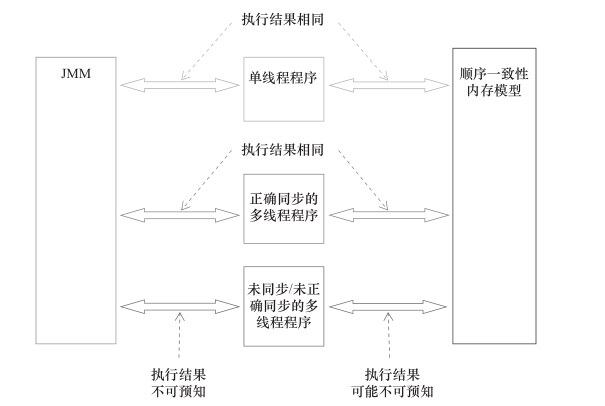 执行结果相同
JMM
单线程程序
顺序一致性
内存模型
执行结果相同
正确同步的
多线程程序
未同步/未正
确同步的多
线程程序
执行结果
不可预知
执行结果
可能不可预知